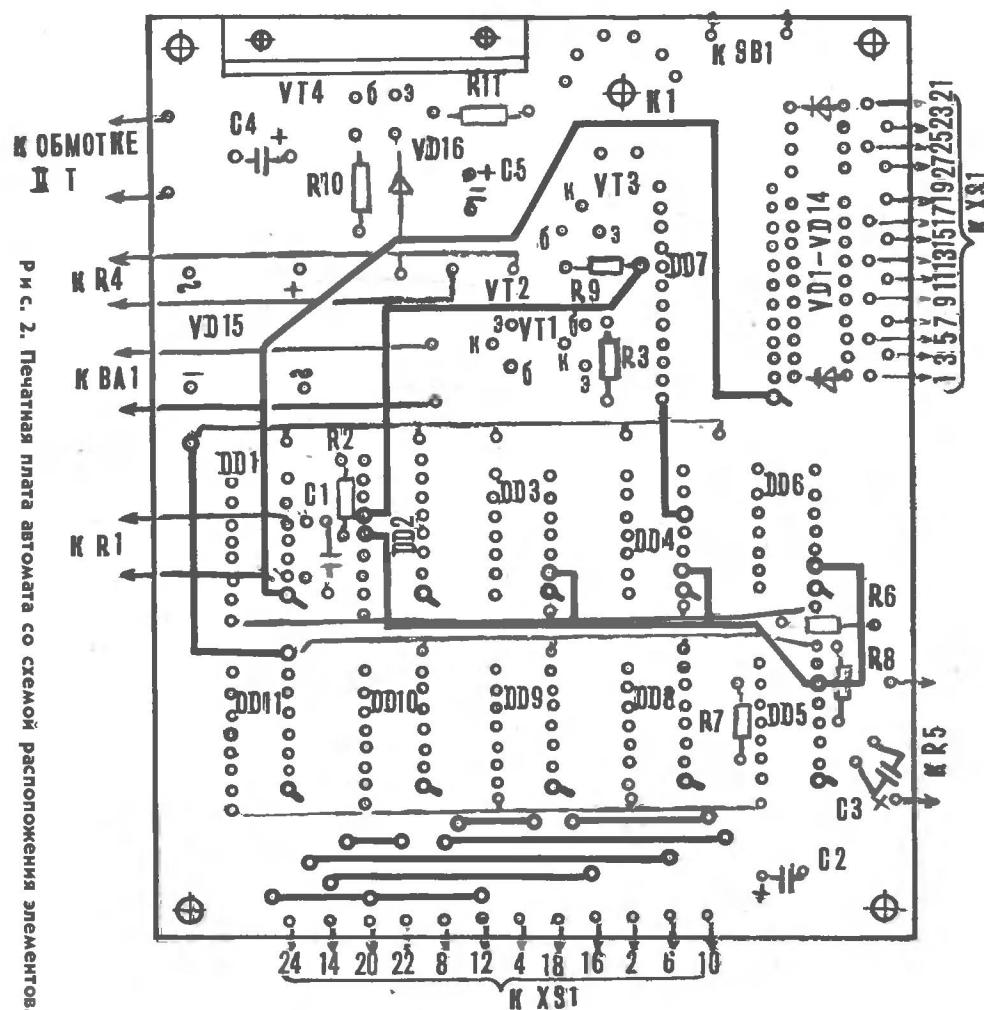 К SB1
VT4
б
э
R11
К1
C4
+
VD16
К ОБМОТКЕ
II T
R10
+ C5
–
VT3
к
б
э
VD1-VD14
1 3 5 7 9 11 13 15 17 19 27 25 23 21
К XS1
К R4
2
+
VD15
VT2
R9
DD7
э
VT1
б
к
к
б
э
R3
К BA1
–
2
DD1
R2
C1
DD2
DD3
DD4
DD6
К R1
R6
R8
DD11
DD10
DD9
DD8
R7
DD5
К R5
C3
C2
+
24 14 20 22 8 12 4 18 16 2 6 10
К XS1
Рис. 2. Печатная плата автомата со схемой расположения элементов.